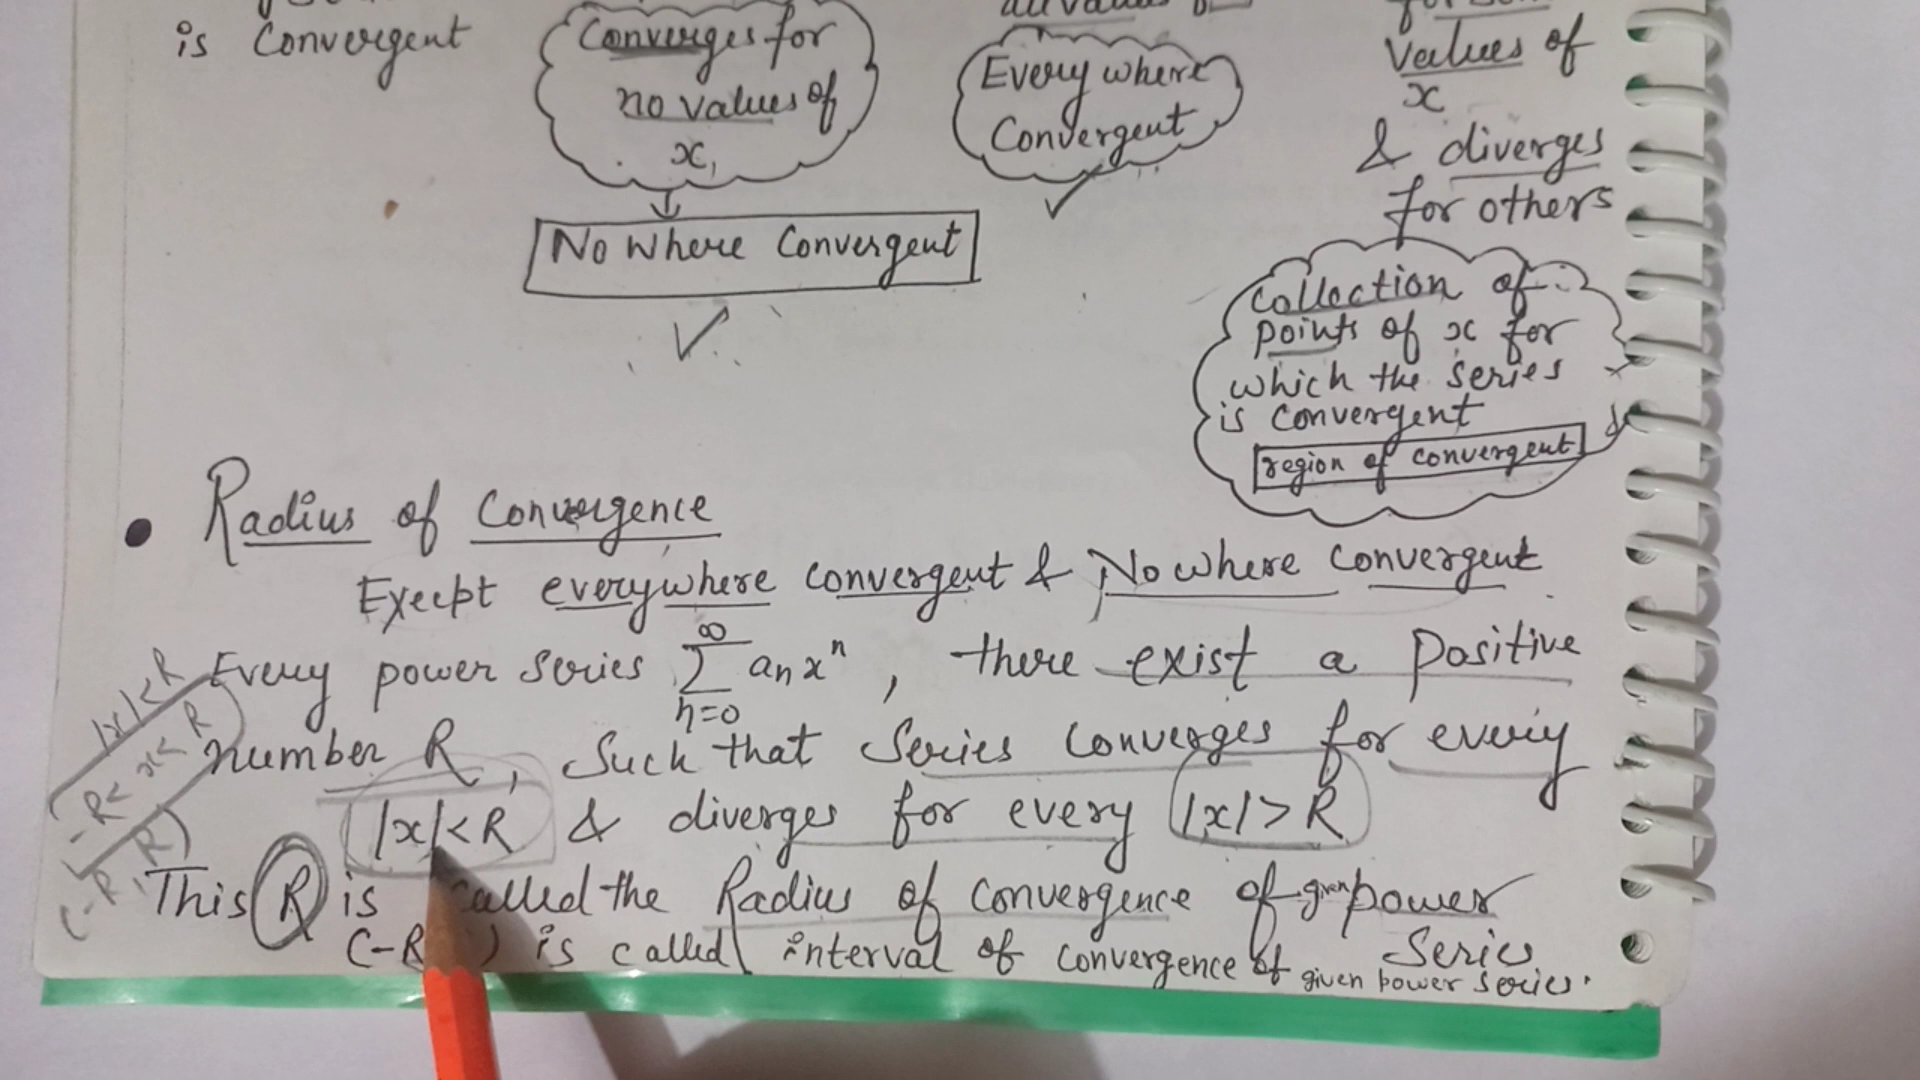 is Convergent
Converges for
no values of
x,
No Where Convergent
Every where
Convergent
values of
x
& diverges
for others
Collection of
points of x for
which the series
is convergent
region of convergent
Radius of Convergence
Except everywhere convergent & No where convergent
Every power series ∞ Σ n=0 aₙxⁿ, there exist a positive
number R, Such that Series converges for every
|x|<R & diverges for every |x|>R
This R is called the Radius of convergence of given power
Series
(-R ) is called interval of convergence of given power series.
|x|<R
-R< x< R
(-R, R)